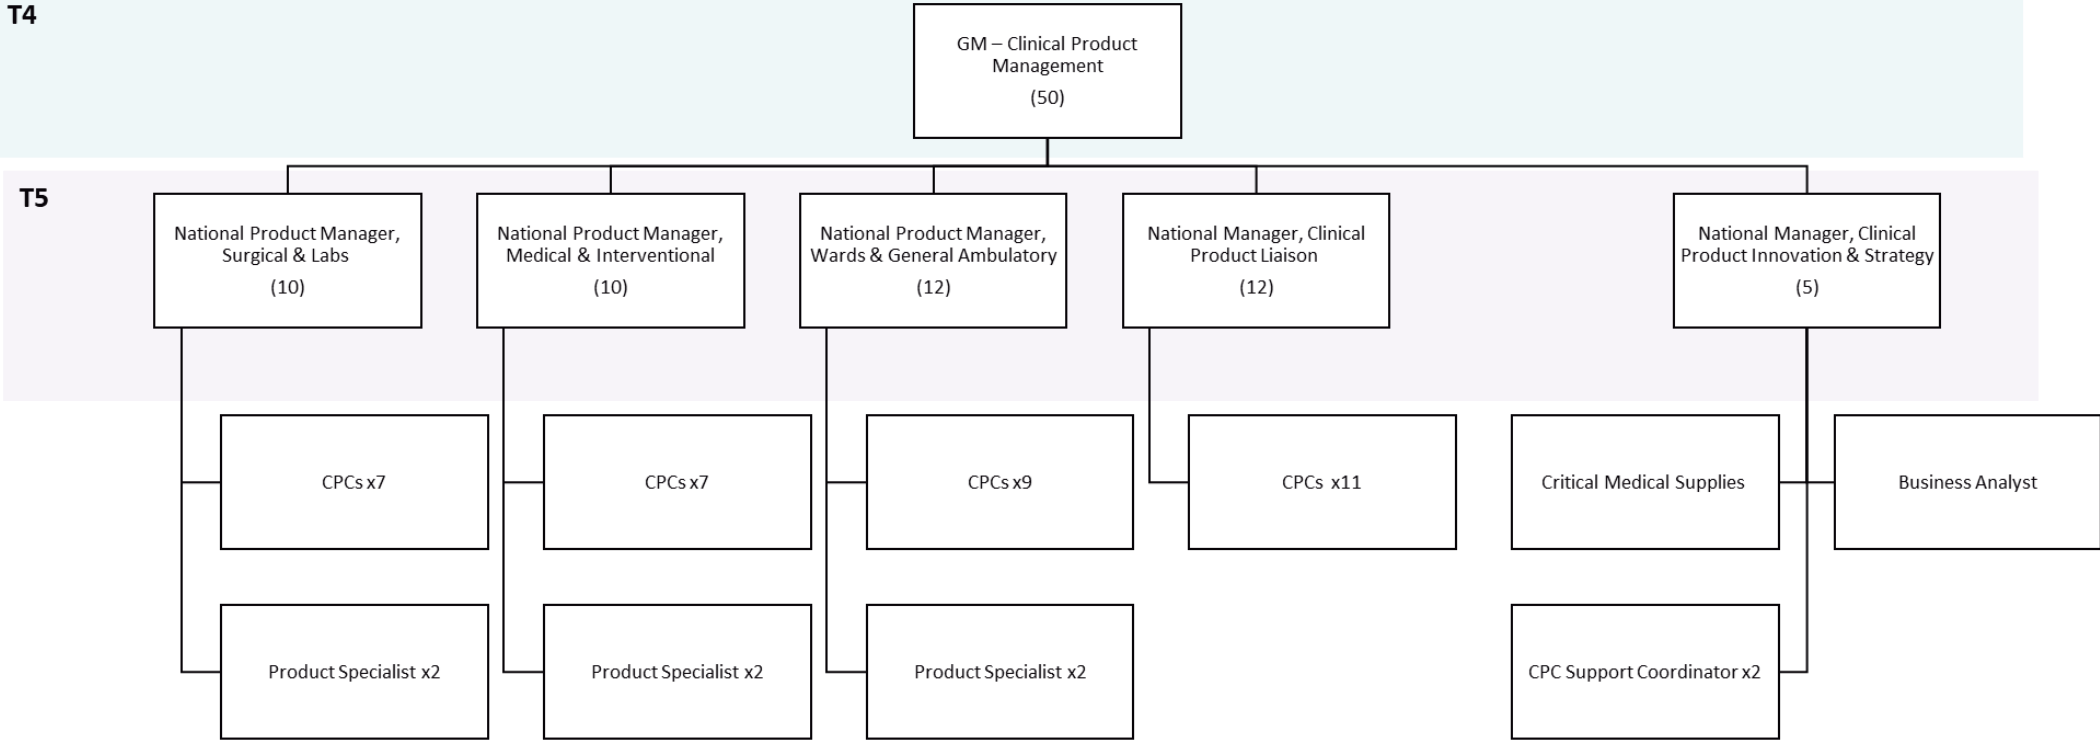 T4
GM – Clinical Product
Management
(50)
T5
National Product Manager,
Surgical & Labs
(10)
National Product Manager,
Medical & Interventional
(10)
National Product Manager,
Wards & General Ambulatory
(12)
National Manager, Clinical
Product Liaison
(12)
National Manager, Clinical
Product Innovation & Strategy
(5)
CPCs x7
CPCs x7
CPCs x9
CPCs x11
Critical Medical Supplies
Business Analyst
Product Specialist x2
Product Specialist x2
Product Specialist x2
CPC Support Coordinator x2